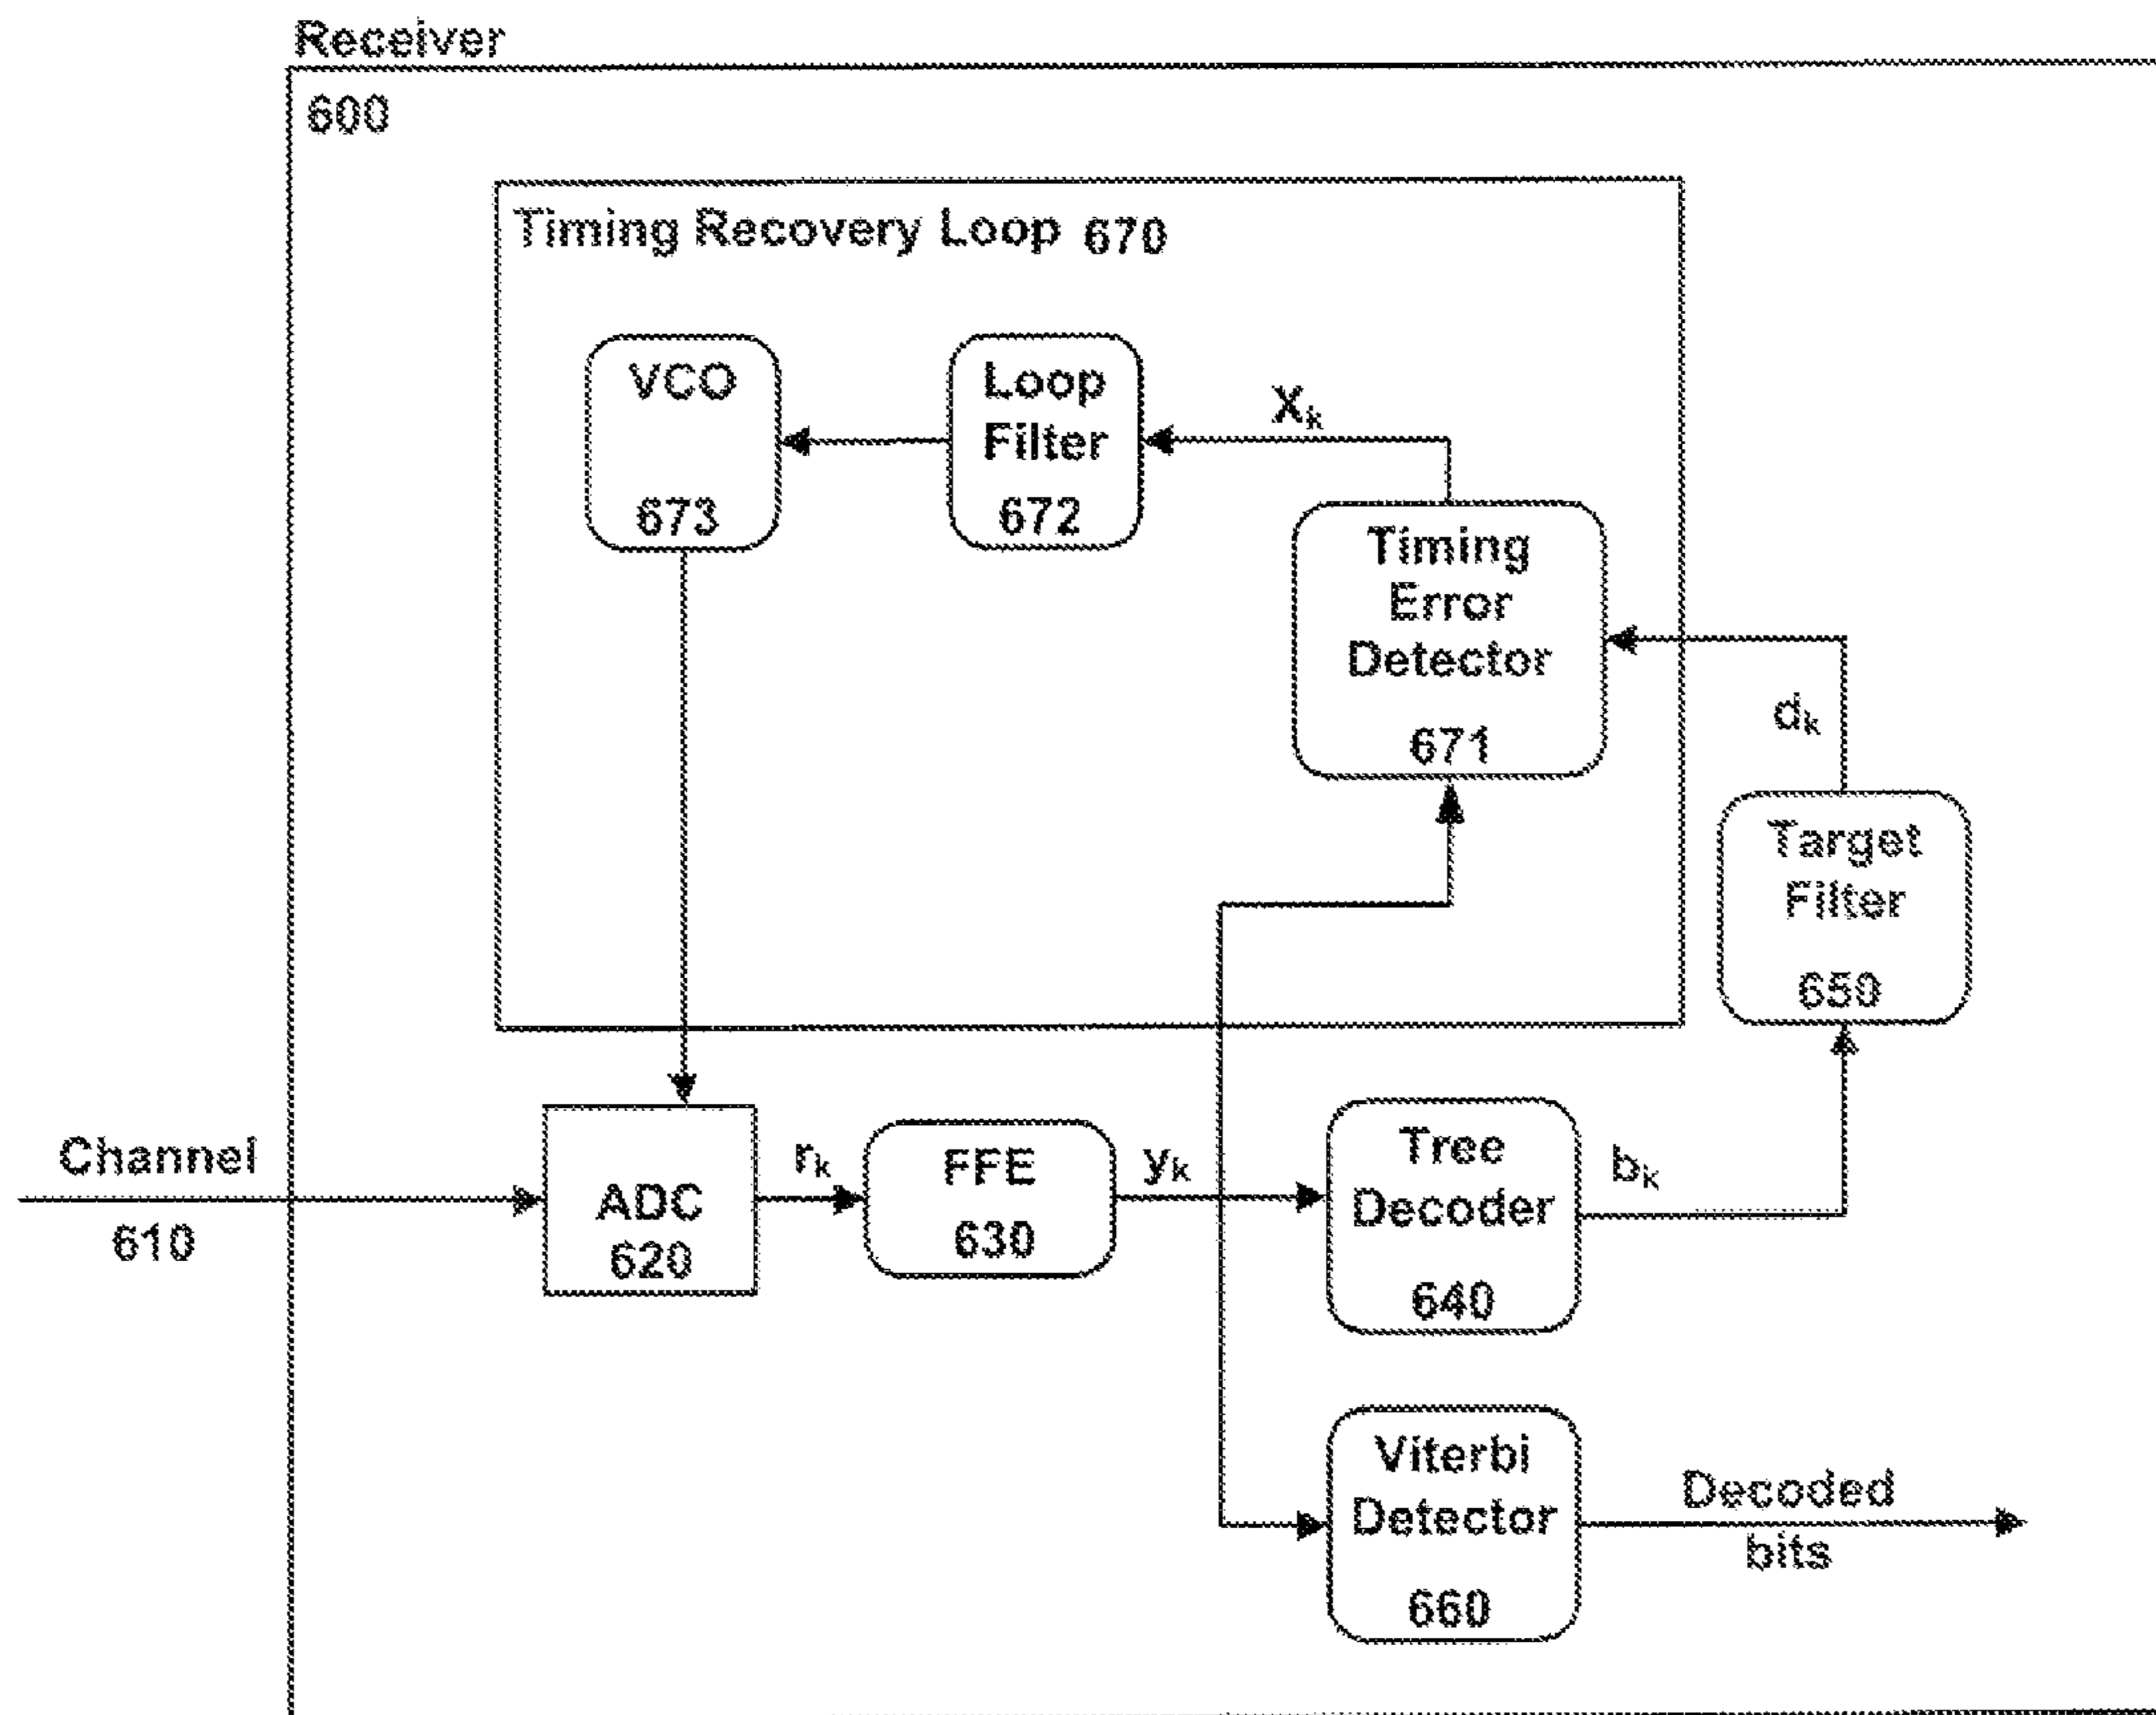 Receiver
600
Timing Recovery Loop 670
VCO
673
Loop
Filter
672
Xk
Timing
Error
Detector
671
dk
Target
Filter
650
Channel
610
ADC
620
rk
FFE
630
yk
Tree
Decoder
640
bk
Viterbi
Detector
660
Decoded
bits